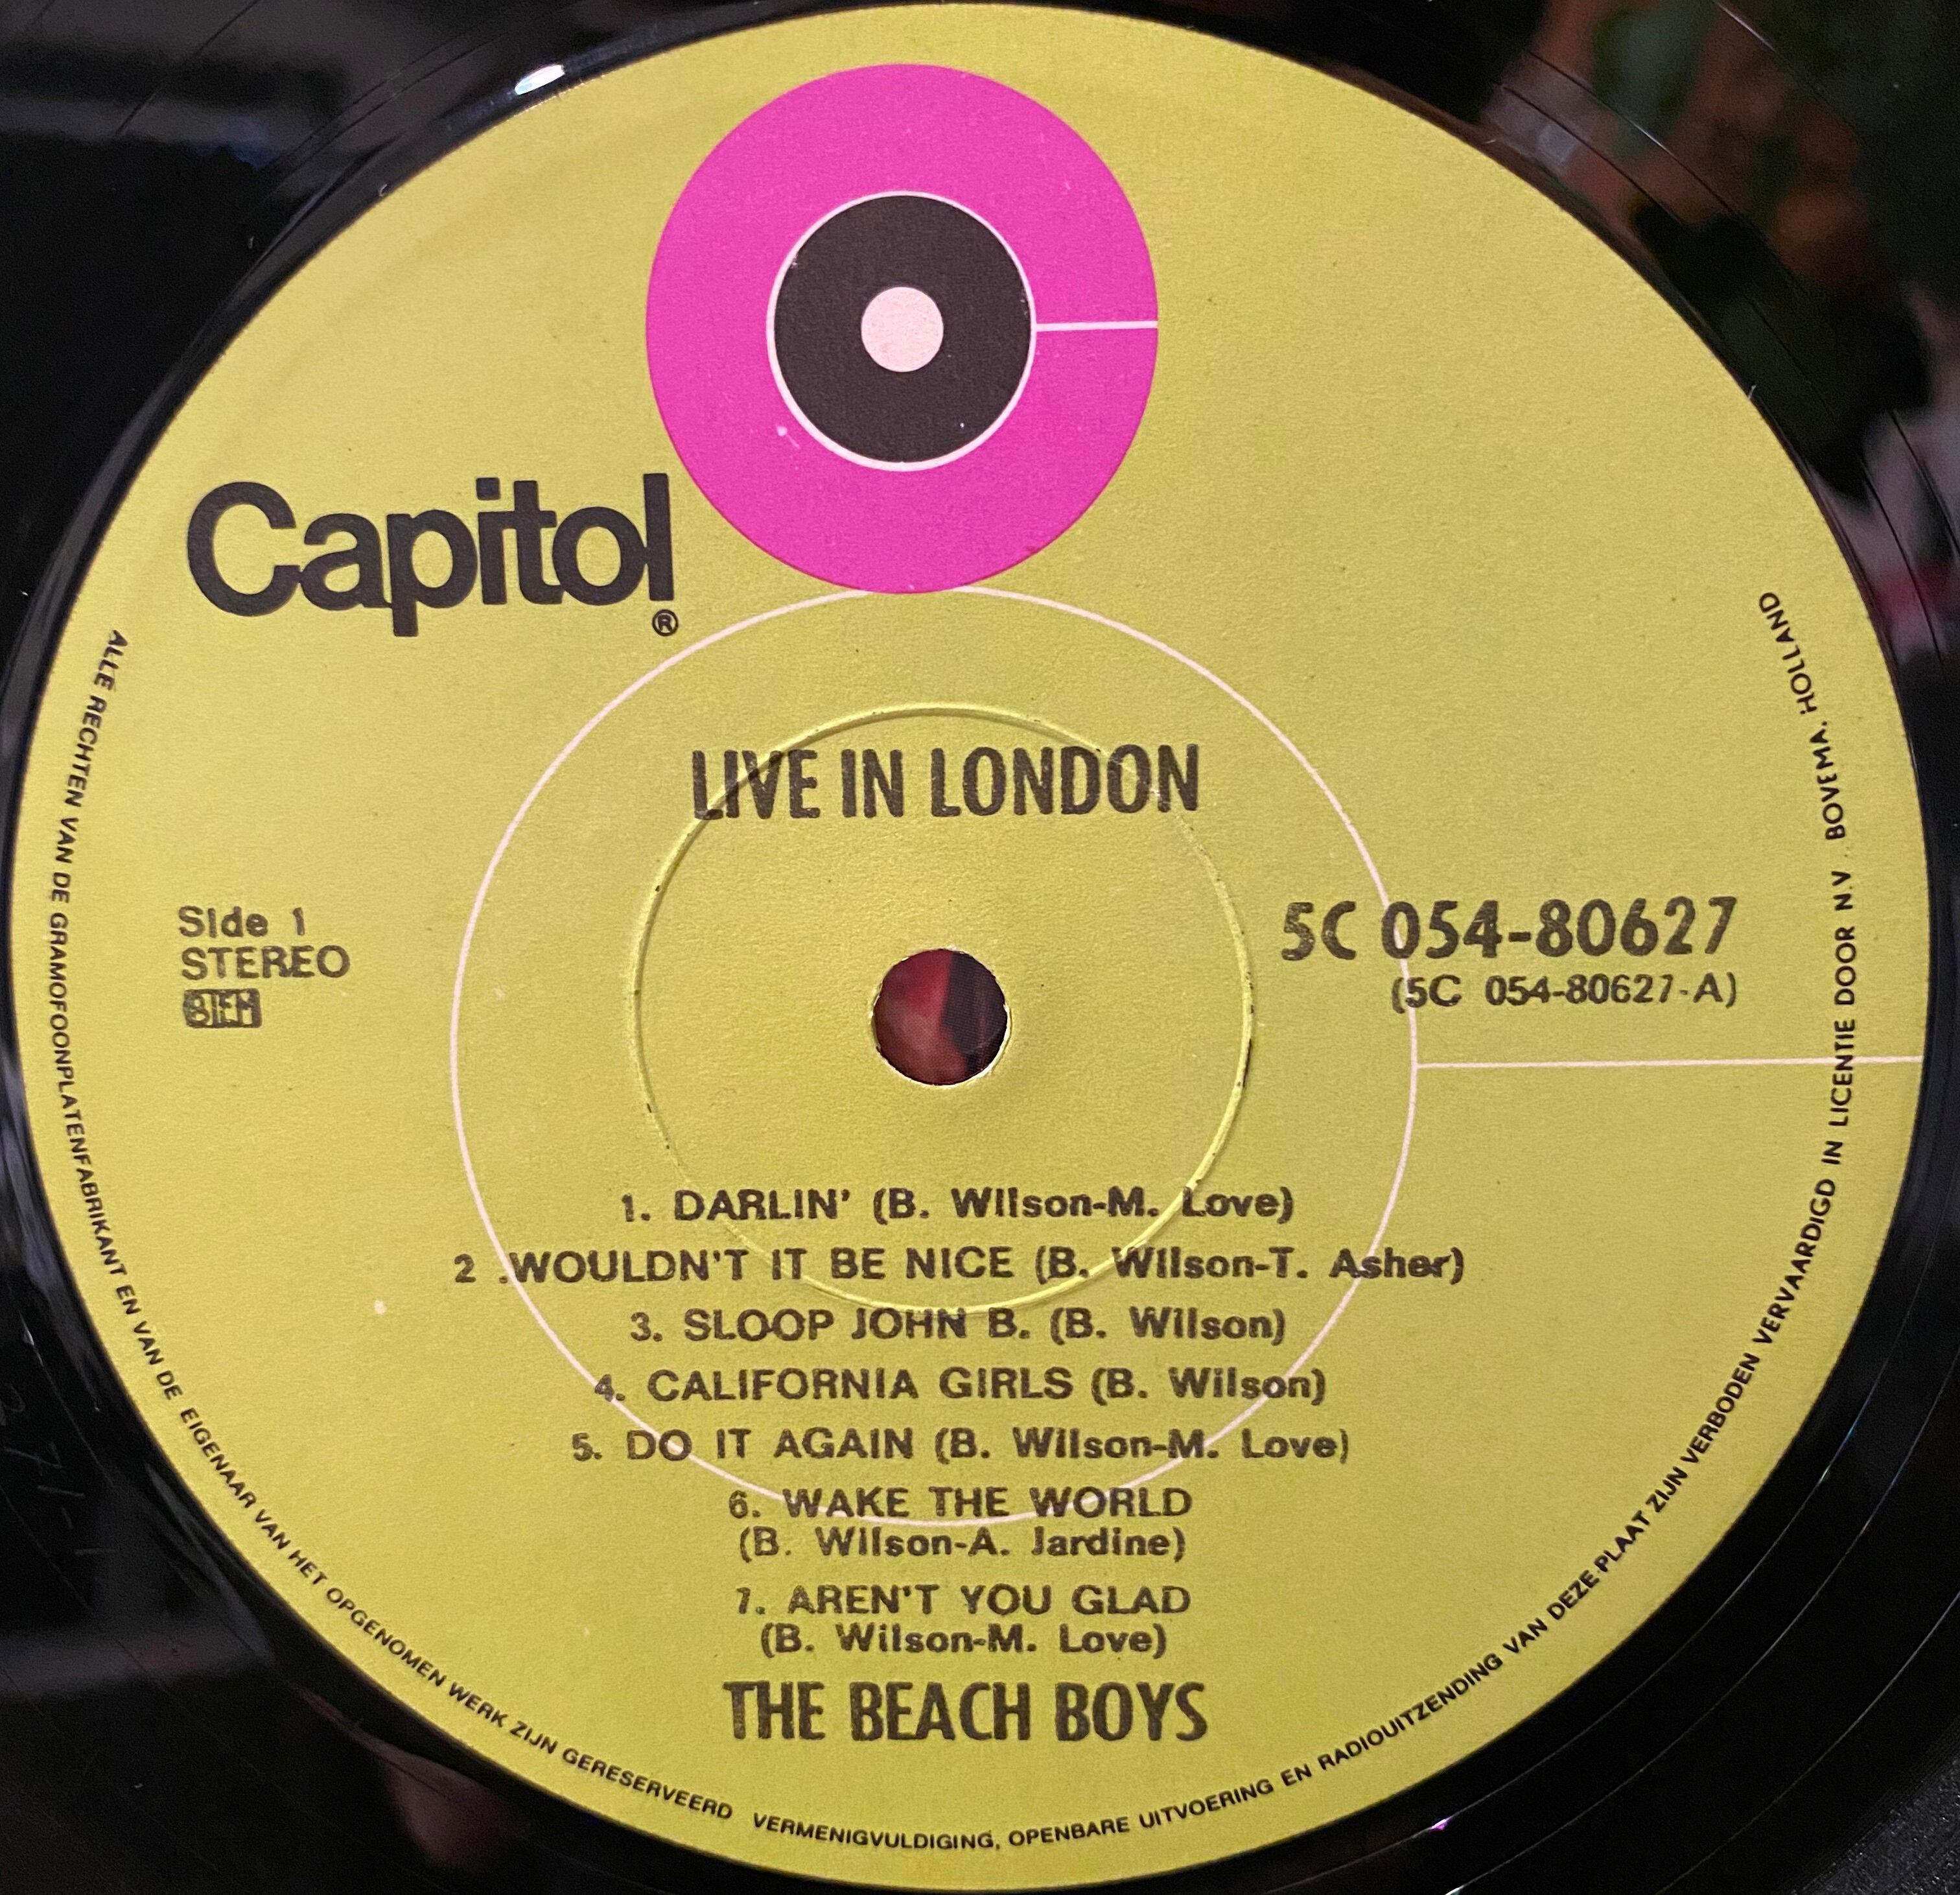 Capitol
®
LIVE IN LONDON
Side 1
STEREO
STEM
5C 054-80627
(5C 054-80627-A)
1. DARLIN' (B. Wilson-M. Love)
2 .WOULDN'T IT BE NICE (B. Wilson-T. Asher)
3. SLOOP JOHN B. (B. Wilson)
4. CALIFORNIA GIRLS (B. Wilson)
5. DO IT AGAIN (B. Wilson-M. Love)
6. WAKE THE WORLD
(B. Wilson-A. Jardine)
7. AREN'T YOU GLAD
(B. Wilson-M. Love)
THE BEACH BOYS
ALLE RECHTEN VAN DE GRAMOFOONPLATENFABRIKANT EN VAN DE EIGENAAR VAN HET OPGENOMEN WERK ZIJN GERESERVEERD VERMENIGVULDIGING, OPENBARE UITVOERING EN RADIOUITZENDING VAN DEZE PLAAT ZIJN VERBODEN VERVAARDIGD IN LICENTIE DOOR N.V. BOVEMA. HOLLAND